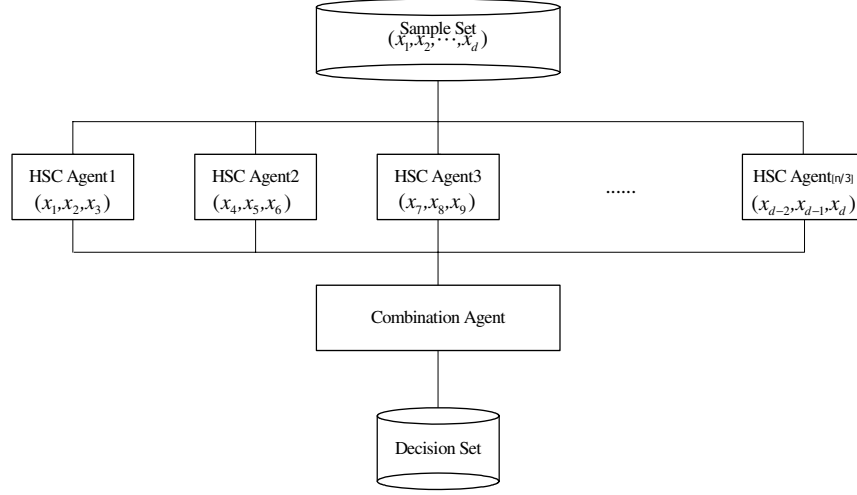 Sample Set
(x1,x2,⋯,xd)
HSC Agent1
(x1,x2,x3)
HSC Agent2
(x4,x5,x6)
HSC Agent3
(x7,x8,x9)
......
HSC Agent[n/3]
(xd-2,xd-1,xd)
Combination Agent
Decision Set